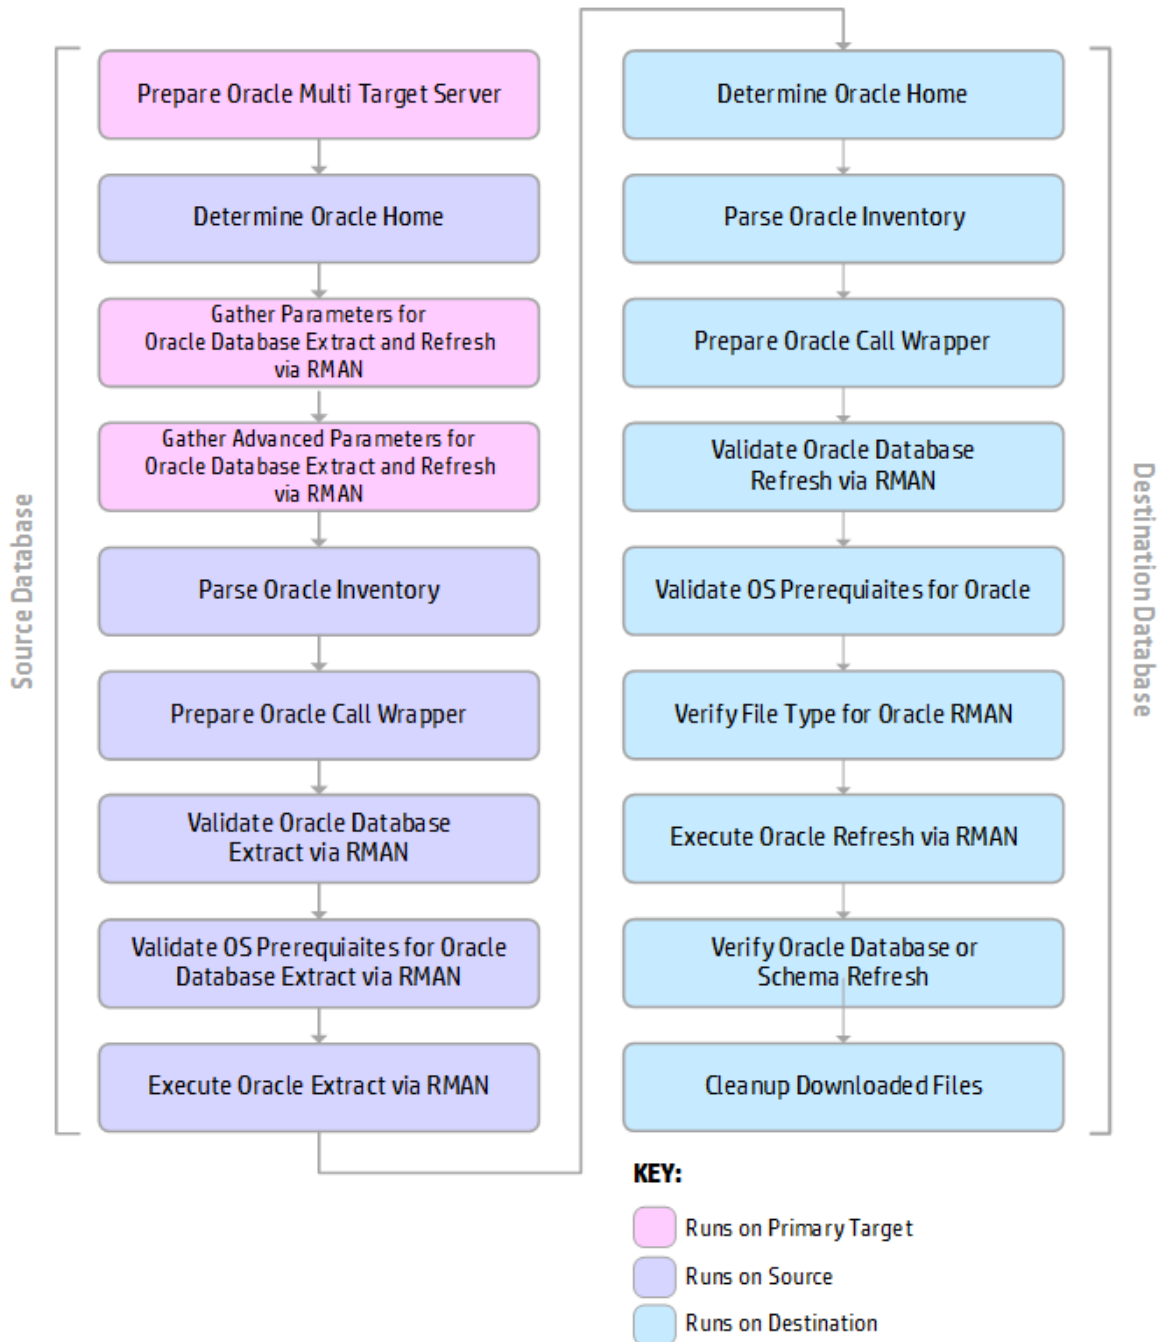 Source Database
Prepare Oracle Multi Target Server
Determine Oracle Home
Gather Parameters for
Oracle Database Extract and Refresh
via RMAN
Gather Advanced Parameters for
Oracle Database Extract and Refresh
via RMAN
Parse Oracle Inventory
Prepare Oracle Call Wrapper
Validate Oracle Database
Extract via RMAN
Validate OS Prerequiaites for Oracle
Database Extract via RMAN
Execute Oracle Extract via RMAN
Determine Oracle Home
Parse Oracle Inventory
Prepare Oracle Call Wrapper
Validate Oracle Database
Refresh via RMAN
Validate OS Prerequiaites for Oracle
Verify File Type for Oracle RMAN
Execute Oracle Refresh via RMAN
Verify Oracle Database or
Schema Refresh
Cleanup Downloaded Files
Destination Database
KEY:
Runs on Primary Target
Runs on Source
Runs on Destination